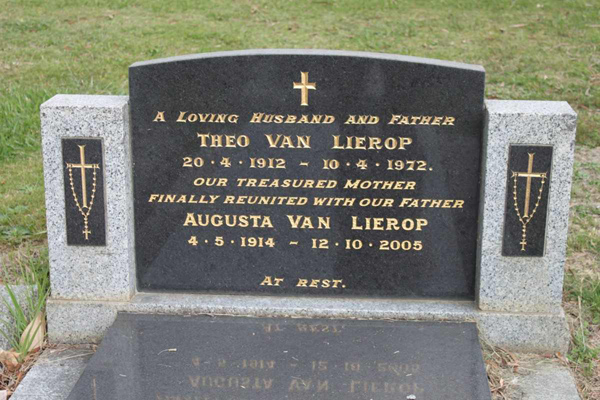 A LOVING HUSBAND AND FATHER
THEO VAN LIEROP
20·4·1912 – 10·4·1972.
OUR TREASURED MOTHER
FINALLY REUNITED WITH OUR FATHER
AUGUSTA VAN LIEROP
4·5·1914 – 12·10·2005
AT REST.